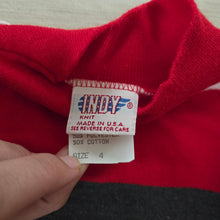 INDY
KNIT
MADE IN U.S.A.
SEE REVERSE FOR CARE
50% POLYESTER
50% COTTON
SIZE 4